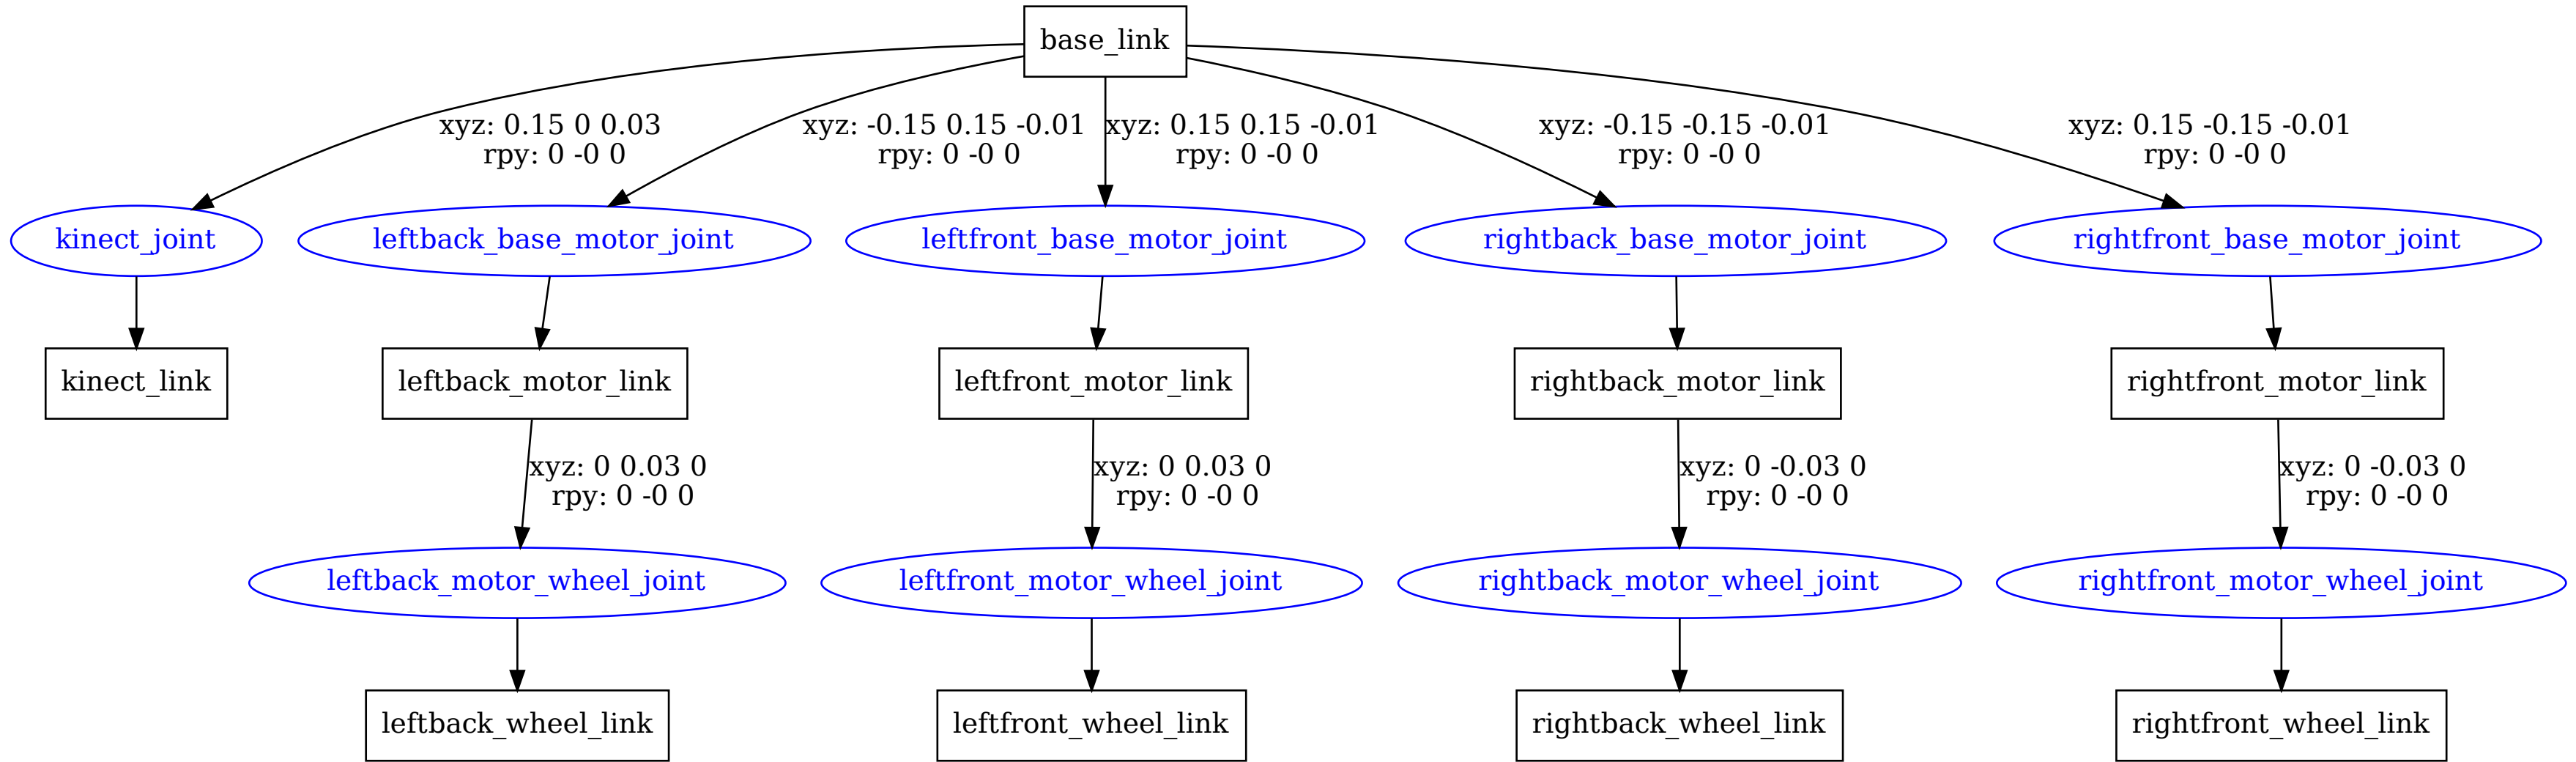 base_link
xyz: 0.15 0 0.03
rpy: 0 -0 0
xyz: -0.15 0.15 -0.01
rpy: 0 -0 0
xyz: 0.15 0.15 -0.01
rpy: 0 -0 0
xyz: -0.15 -0.15 -0.01
rpy: 0 -0 0
xyz: 0.15 -0.15 -0.01
rpy: 0 -0 0
kinect_joint
leftback_base_motor_joint
leftfront_base_motor_joint
rightback_base_motor_joint
rightfront_base_motor_joint
kinect_link
leftback_motor_link
leftfront_motor_link
rightback_motor_link
rightfront_motor_link
xyz: 0 0.03 0
rpy: 0 -0 0
xyz: 0 0.03 0
rpy: 0 -0 0
xyz: 0 -0.03 0
rpy: 0 -0 0
xyz: 0 -0.03 0
rpy: 0 -0 0
leftback_motor_wheel_joint
leftfront_motor_wheel_joint
rightback_motor_wheel_joint
rightfront_motor_wheel_joint
leftback_wheel_link
leftfront_wheel_link
rightback_wheel_link
rightfront_wheel_link